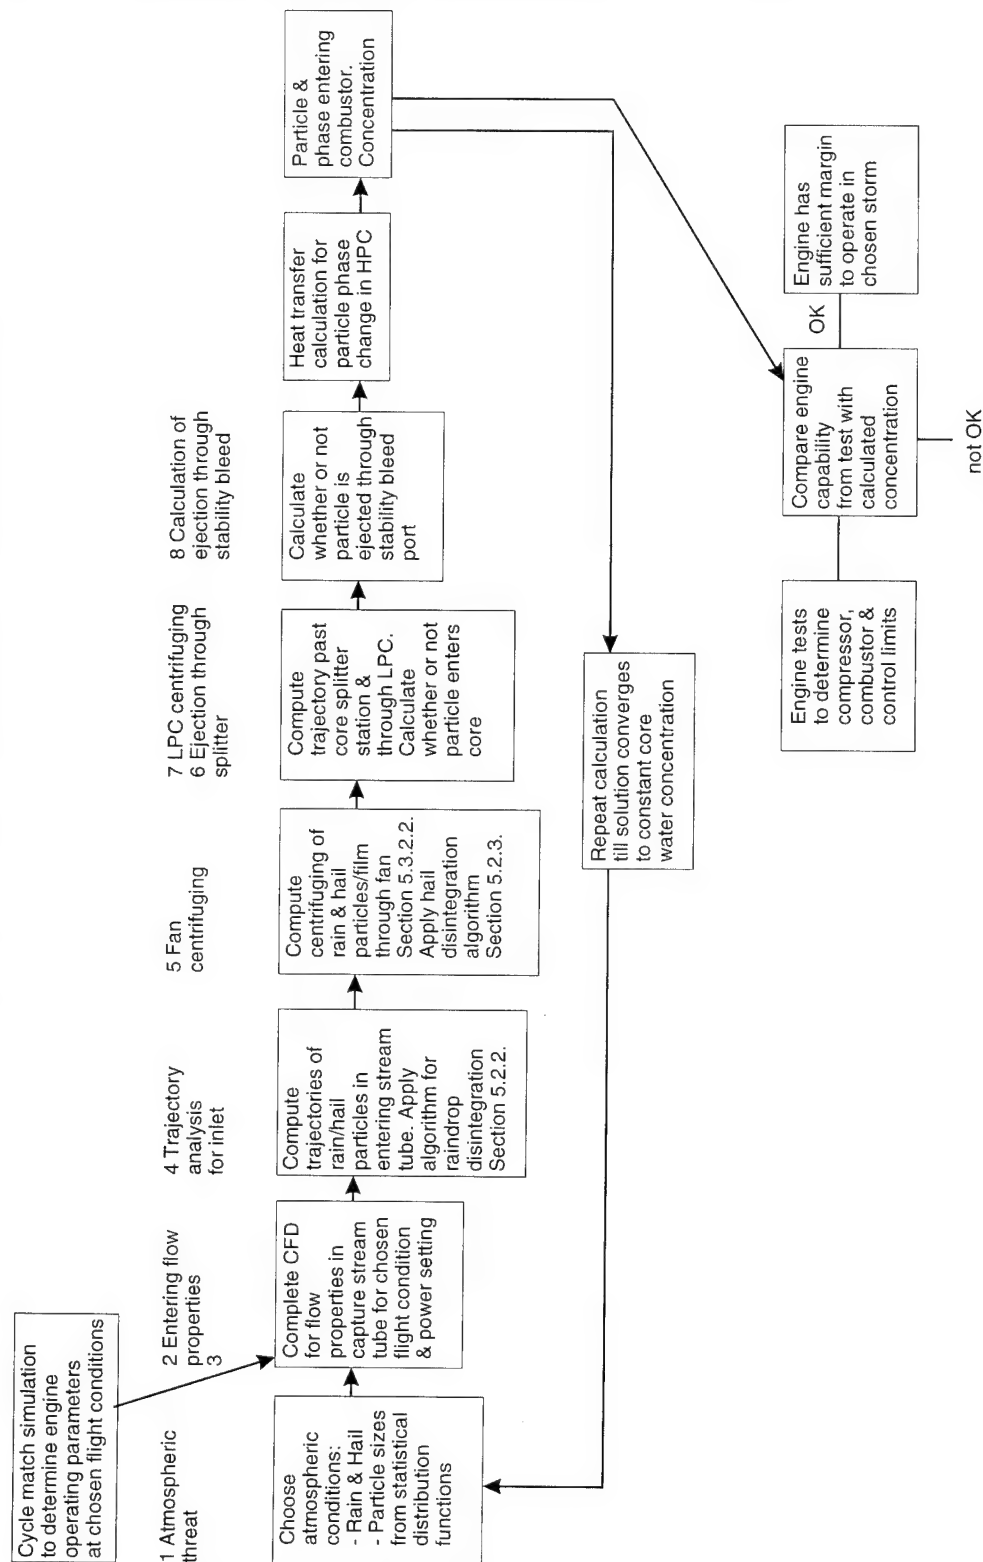 Cycle match simulation
to determine engine
operating parameters
at chosen flight conditions
1 Atmospheric
threat
2 Entering flow
properties
3
4 Trajectory
analysis
for inlet
5 Fan
centrifuging
7 LPC centrifuging
6 Ejection through
splitter
8 Calculation of
ejection through
stability bleed
Choose
atmospheric
conditions:
- Rain & Hail
- Particle sizes
from statistical
distribution
functions
Complete CFD
for flow
properties in
capture stream
tube for chosen
flight condition
& power setting
Compute
trajectories of
rain/hail
particles in
entering stream
tube. Apply
algorithm for
raindrop
disintegration
Section 5.2.2.
Compute
centrifuging of
rain & hail
particles/film
through fan
Section 5.3.2.2.
Apply hail
disintegration
algorithm
Section 5.2.3.
Compute
trajectory past
core splitter
station &
through LPC.
Calculate
whether or not
particle enters
core
Calculate
whether or not
particle is
ejected through
stability bleed
port
Heat transfer
calculation for
particle phase
change in HPC
Particle &
phase entering
combustor.
Concentration
Repeat calculation
till solution converges
to constant core
water concentration
Engine tests
to determine
compressor,
combustor &
control limits
Compare engine
capability
from test with
calculated
concentration
OK
Engine has
sufficient margin
to operate in
chosen storm
not OK